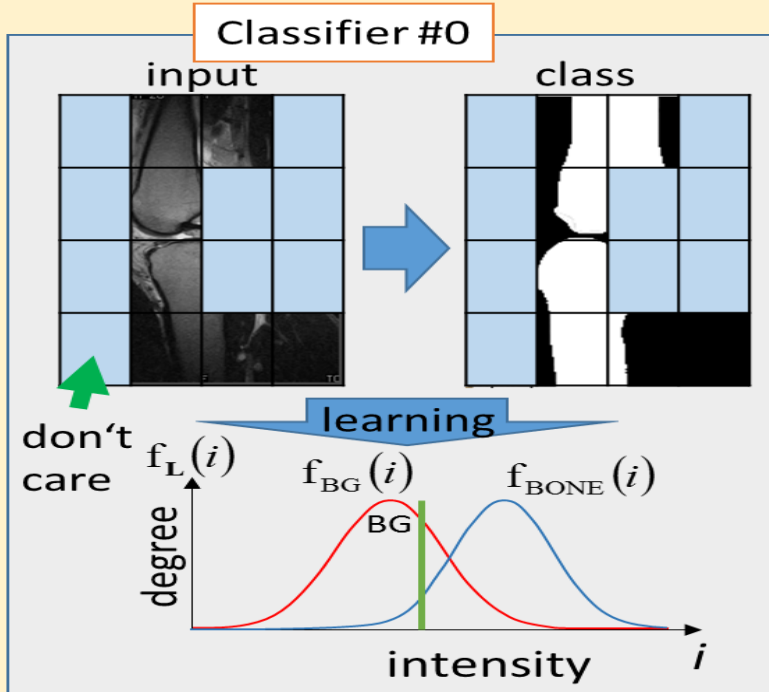 Classifier #0
input
class
don't care
learning
f_L(i)
f_BG(i)
f_BONE(i)
BG
degree
intensity
i